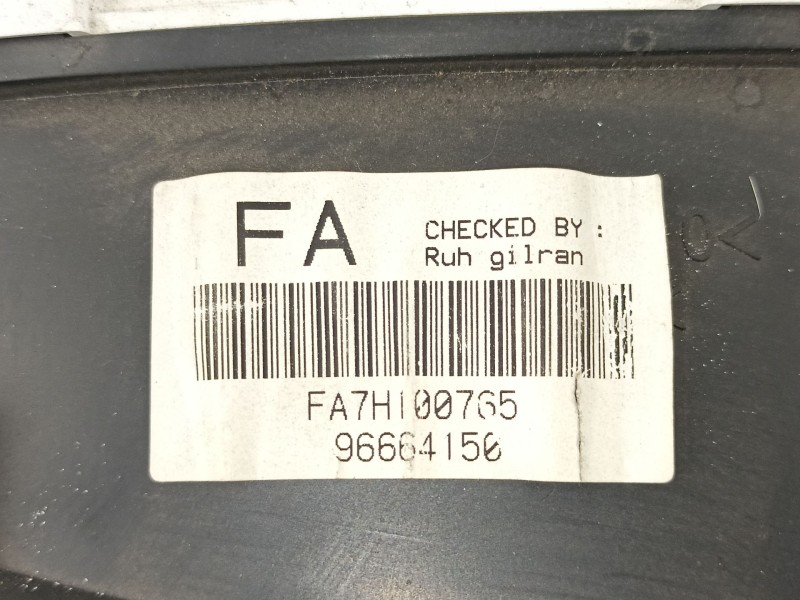 FA
CHECKED BY :
Ruh gilran
FA7H100765
96664150